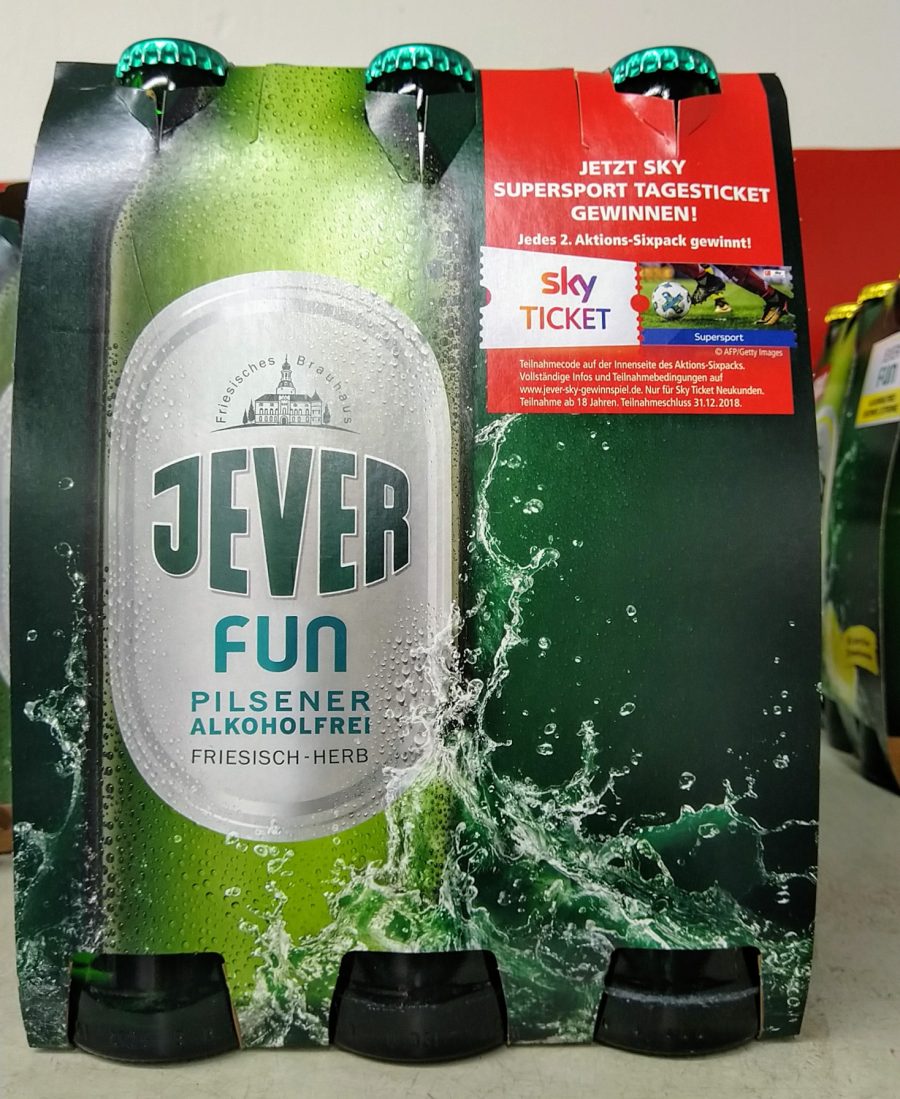 Friesisches Brauhaus
JEVER
FUN
PILSENER
ALKOHOLFREI
FRIESISCH-HERB
JETZT SKY
SUPERSPORT TAGESTICKET
GEWINNEN!
Jedes 2. Aktions-Sixpack gewinnt!
sky
TICKET
Supersport
© AFP/Getty Images
Teilnahmecode auf der Innenseite des Aktions-Sixpacks.
Vollständige Infos und Teilnahmebedingungen auf
www.jever-sky-gewinnspiel.de. Nur für Sky Ticket Neukunden.
Teilnahme ab 18 Jahren. Teilnahmeschluss 31.12.2018.
FUN